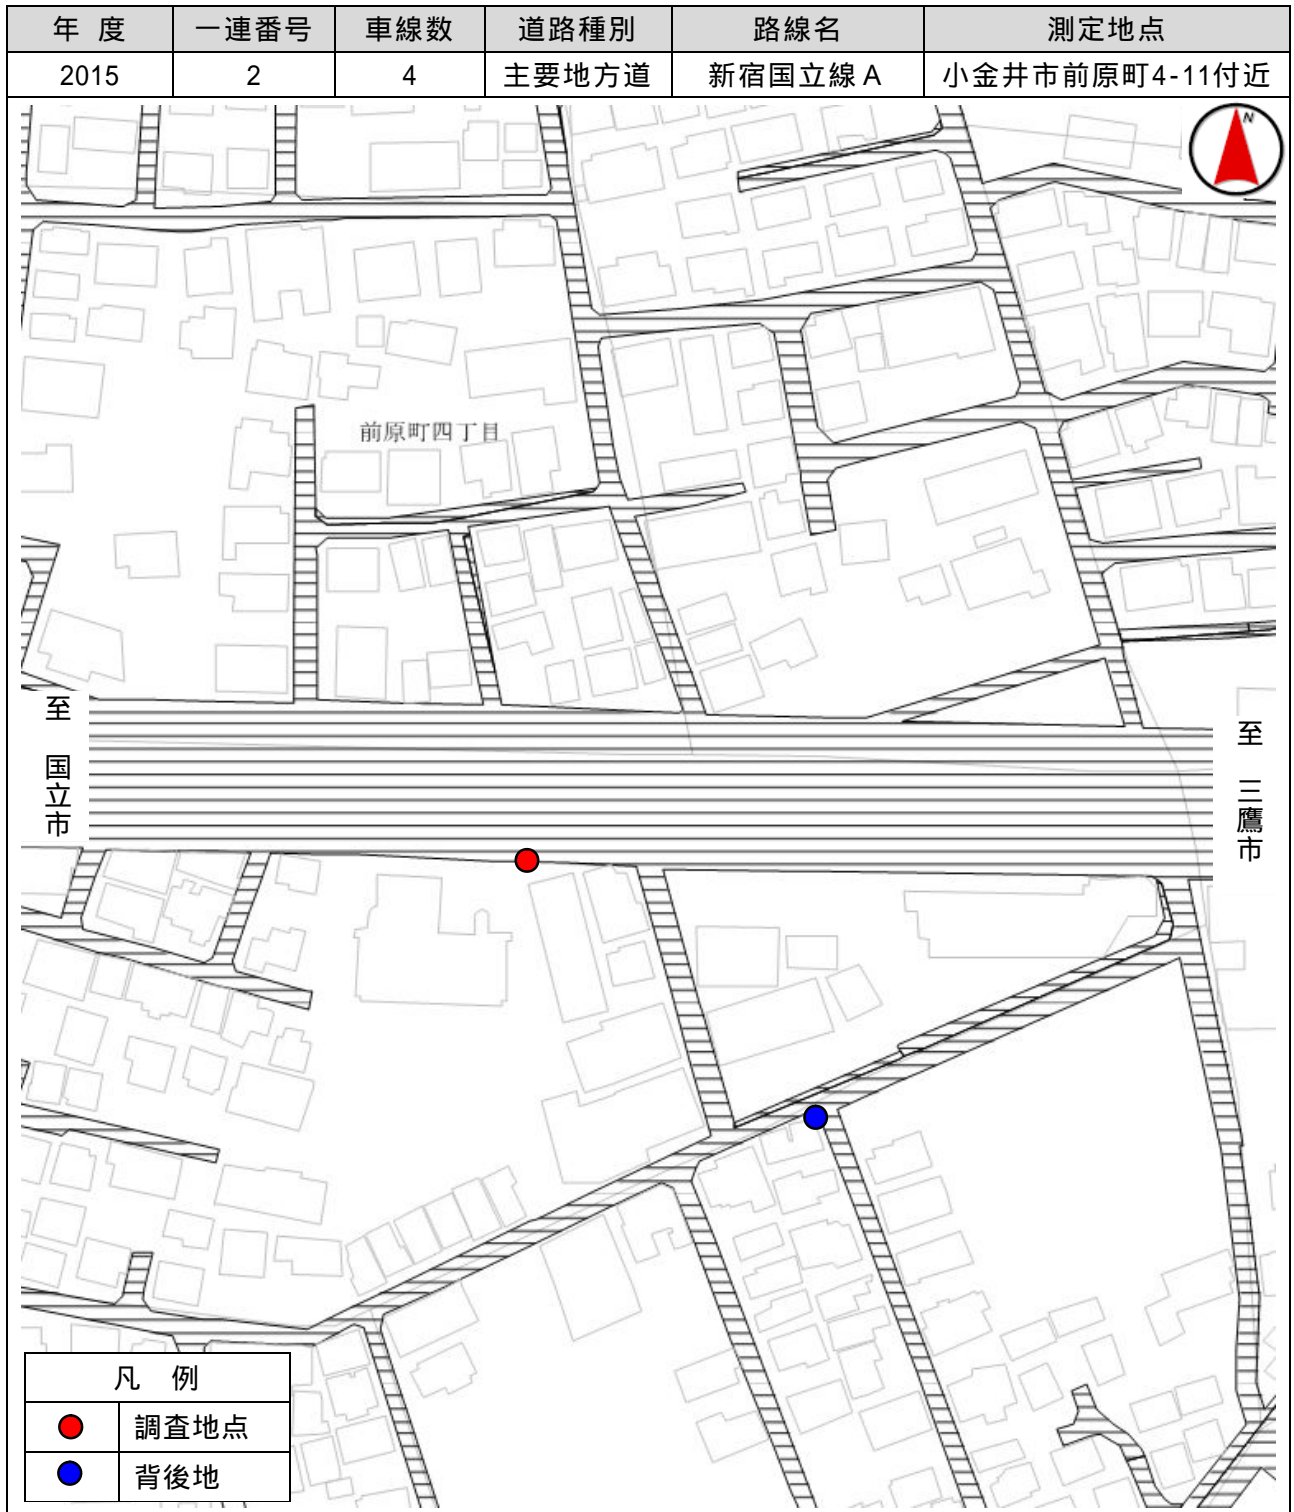 年 度 一連番号 車線数 道路種別 路線名 測定地点
2015 2 4 主要地方道 新宿国立線A 小金井市前原町4-11付近
N
前原町四丁目
至 国立市
至 三鷹市
凡 例
調査地点
背後地